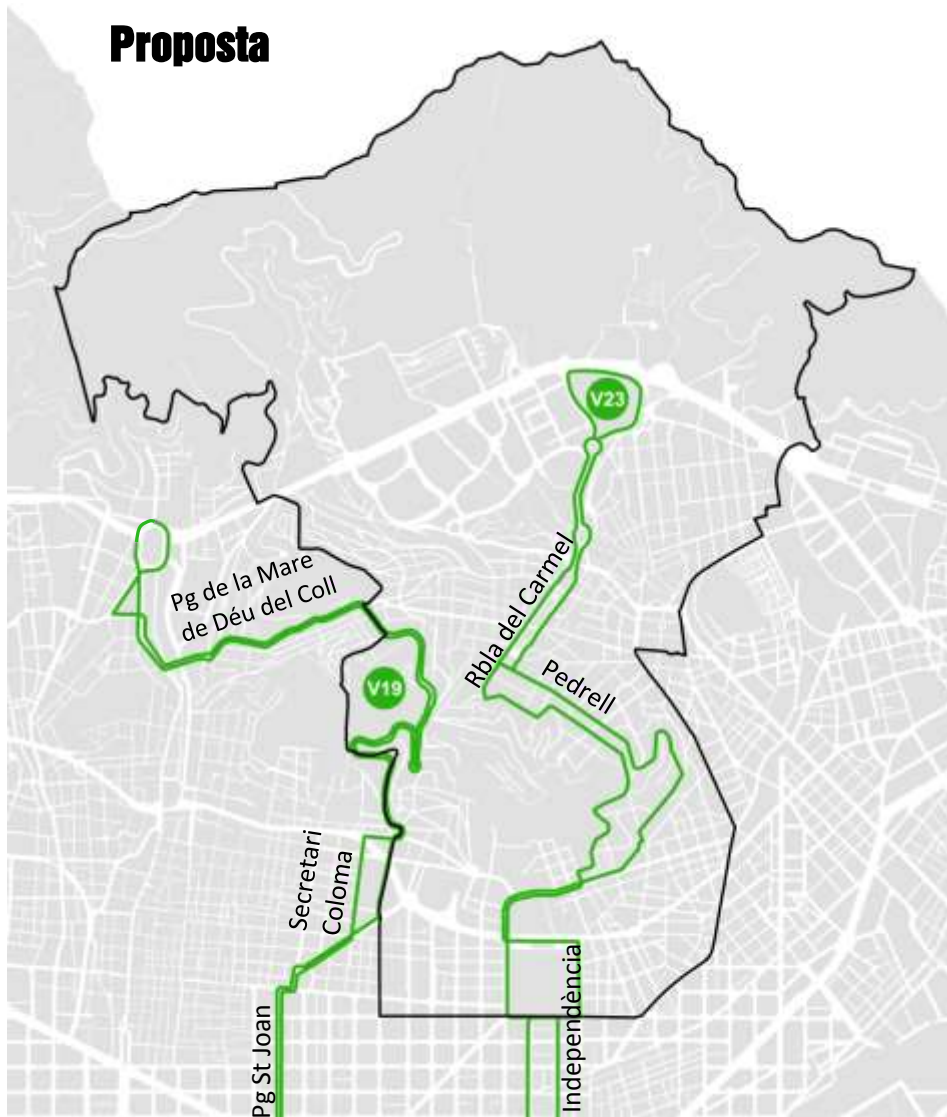 Proposta
V23
Pg de la Mare
de Déu del Coll
Rbla del Carmel
Pedrell
V19
Secretari
Coloma
Independència
Pg St Joan